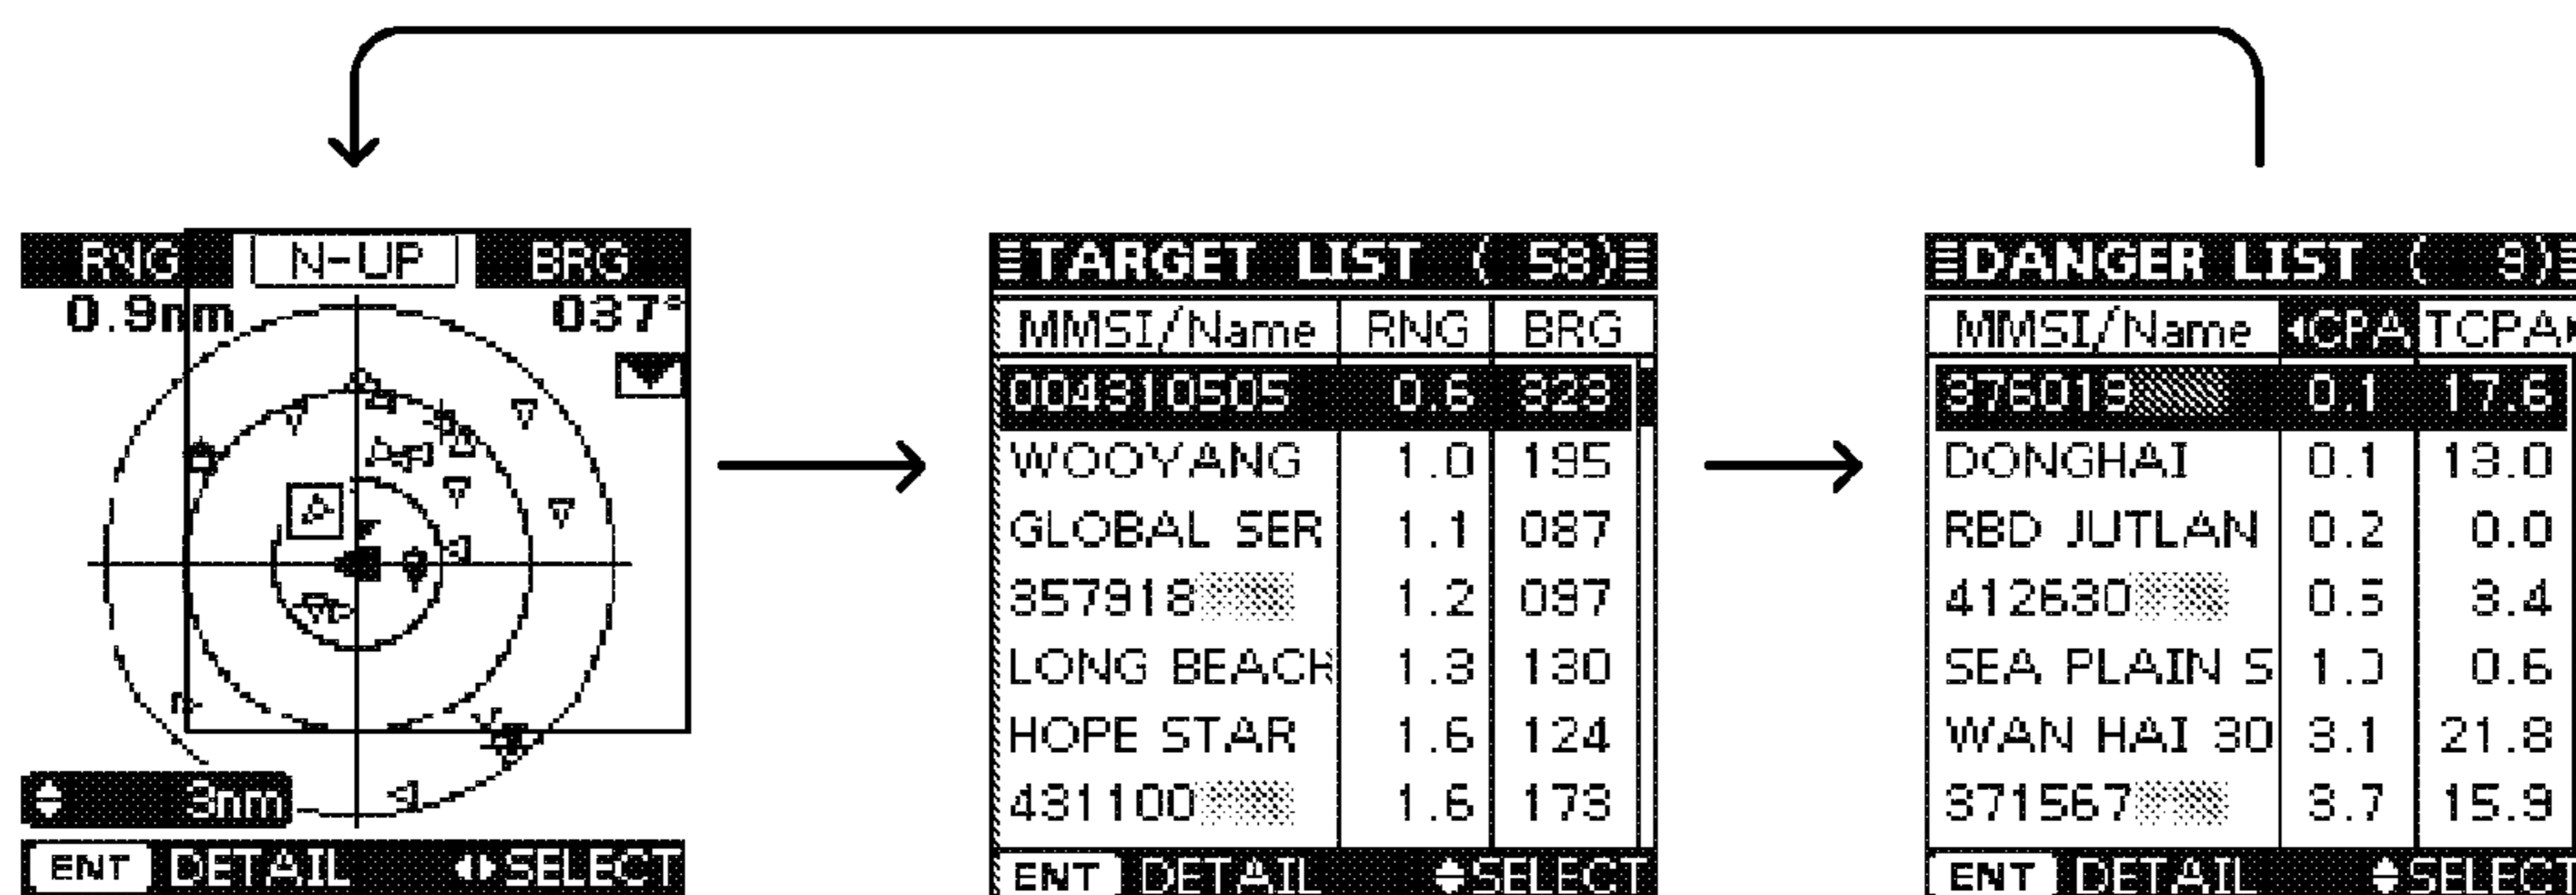 RNG N-UP BRG
0.9nm 037°
3nm
ENT DETAIL SELECT
TARGET LIST ( 58)
MMSI/Name RNG BRG
004310505 0.6 323
WOOYANG 1.0 195
GLOBAL SER 1.1 087
357918 1.2 097
LONG BEACH 1.3 130
HOPE STAR 1.6 124
431100 1.6 173
ENT DETAIL SELECT
DANGER LIST ( 9)
MMSI/Name CPA TCPA
376019 0.1 17.6
DONGHAI 0.1 13.0
RBD JUTLAN 0.2 0.0
412630 0.5 3.4
SEA PLAIN S 1.0 0.6
WAN HAI 30 3.1 21.8
371567 3.7 15.9
ENT DETAIL SELECT